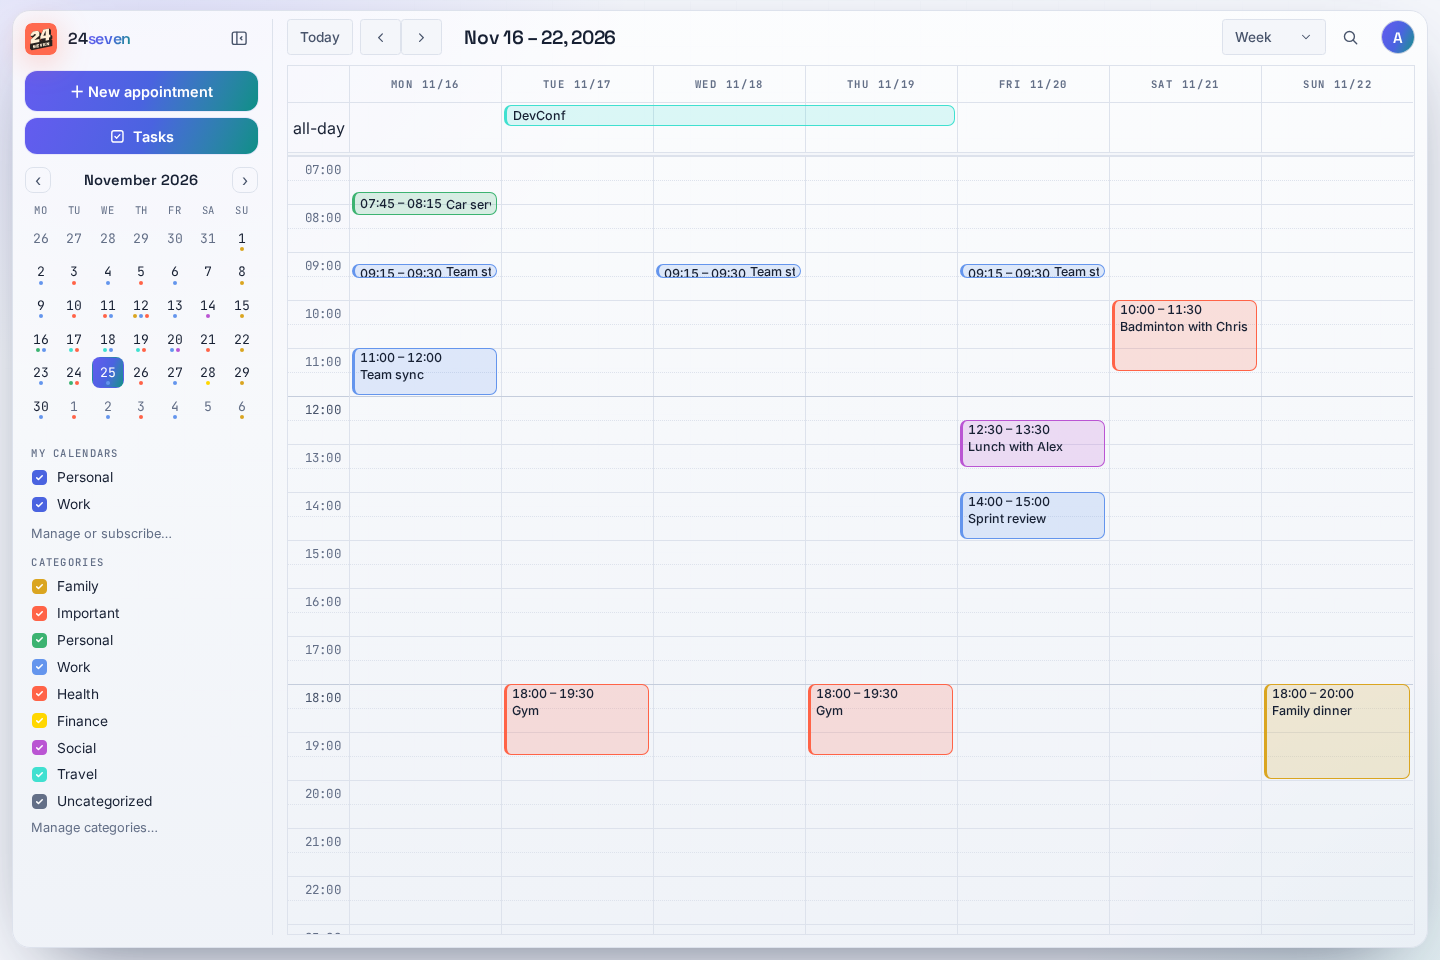 24
SEVEN
24seven
New appointment
Tasks
November 2026
MO TU WE TH FR SA SU
26 27 28 29 30 31 1
2 3 4 5 6 7 8
9 10 11 12 13 14 15
16 17 18 19 20 21 22
23 24 25 26 27 28 29
30 1 2 3 4 5 6
MY CALENDARS
Personal
Work
Manage or subscribe...
CATEGORIES
Family
Important
Personal
Work
Health
Finance
Social
Travel
Uncategorized
Manage categories...
Today
Nov 16 – 22, 2026
Week
A
MON 11/16 TUE 11/17 WED 11/18 THU 11/19 FRI 11/20 SAT 11/21 SUN 11/22
all-day
DevConf
07:00
07:45 – 08:15 Car serv
08:00
09:00
09:15 – 09:30 Team st
09:15 – 09:30 Team st
09:15 – 09:30 Team st
10:00
10:00 – 11:30
Badminton with Chris
11:00
11:00 – 12:00
Team sync
12:00
12:30 – 13:30
Lunch with Alex
13:00
14:00
14:00 – 15:00
Sprint review
15:00
16:00
17:00
18:00
18:00 – 19:30
Gym
18:00 – 19:30
Gym
18:00 – 20:00
Family dinner
19:00
20:00
21:00
22:00